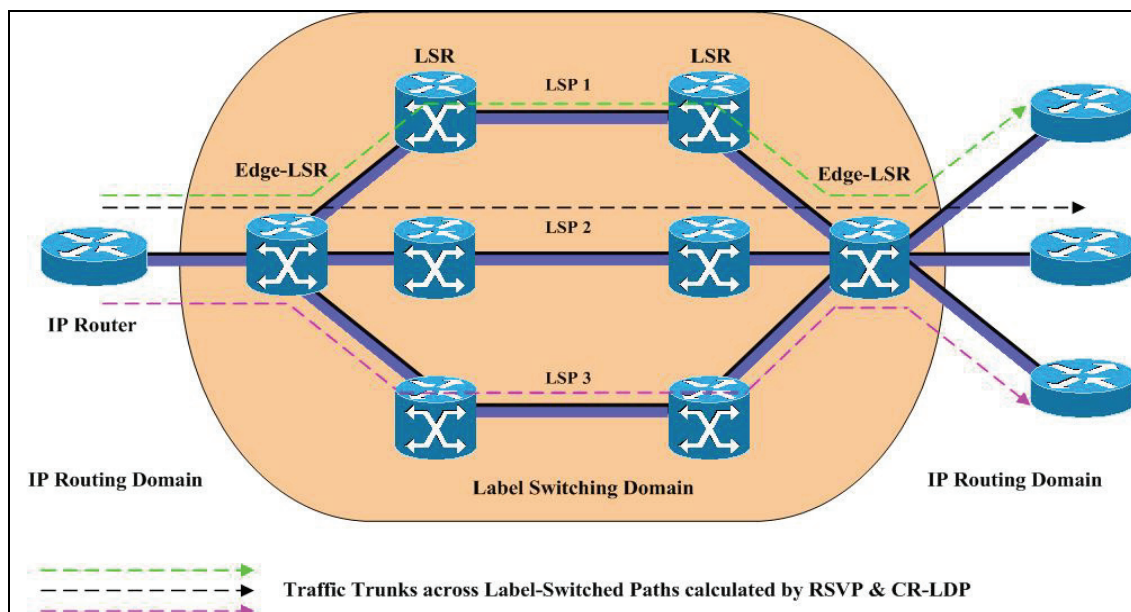 LSR
LSR
LSP 1
Edge-LSR
Edge-LSR
LSP 2
IP Router
LSP 3
IP Routing Domain
Label Switching Domain
IP Routing Domain
Traffic Trunks across Label-Switched Paths calculated by RSVP & CR-LDP